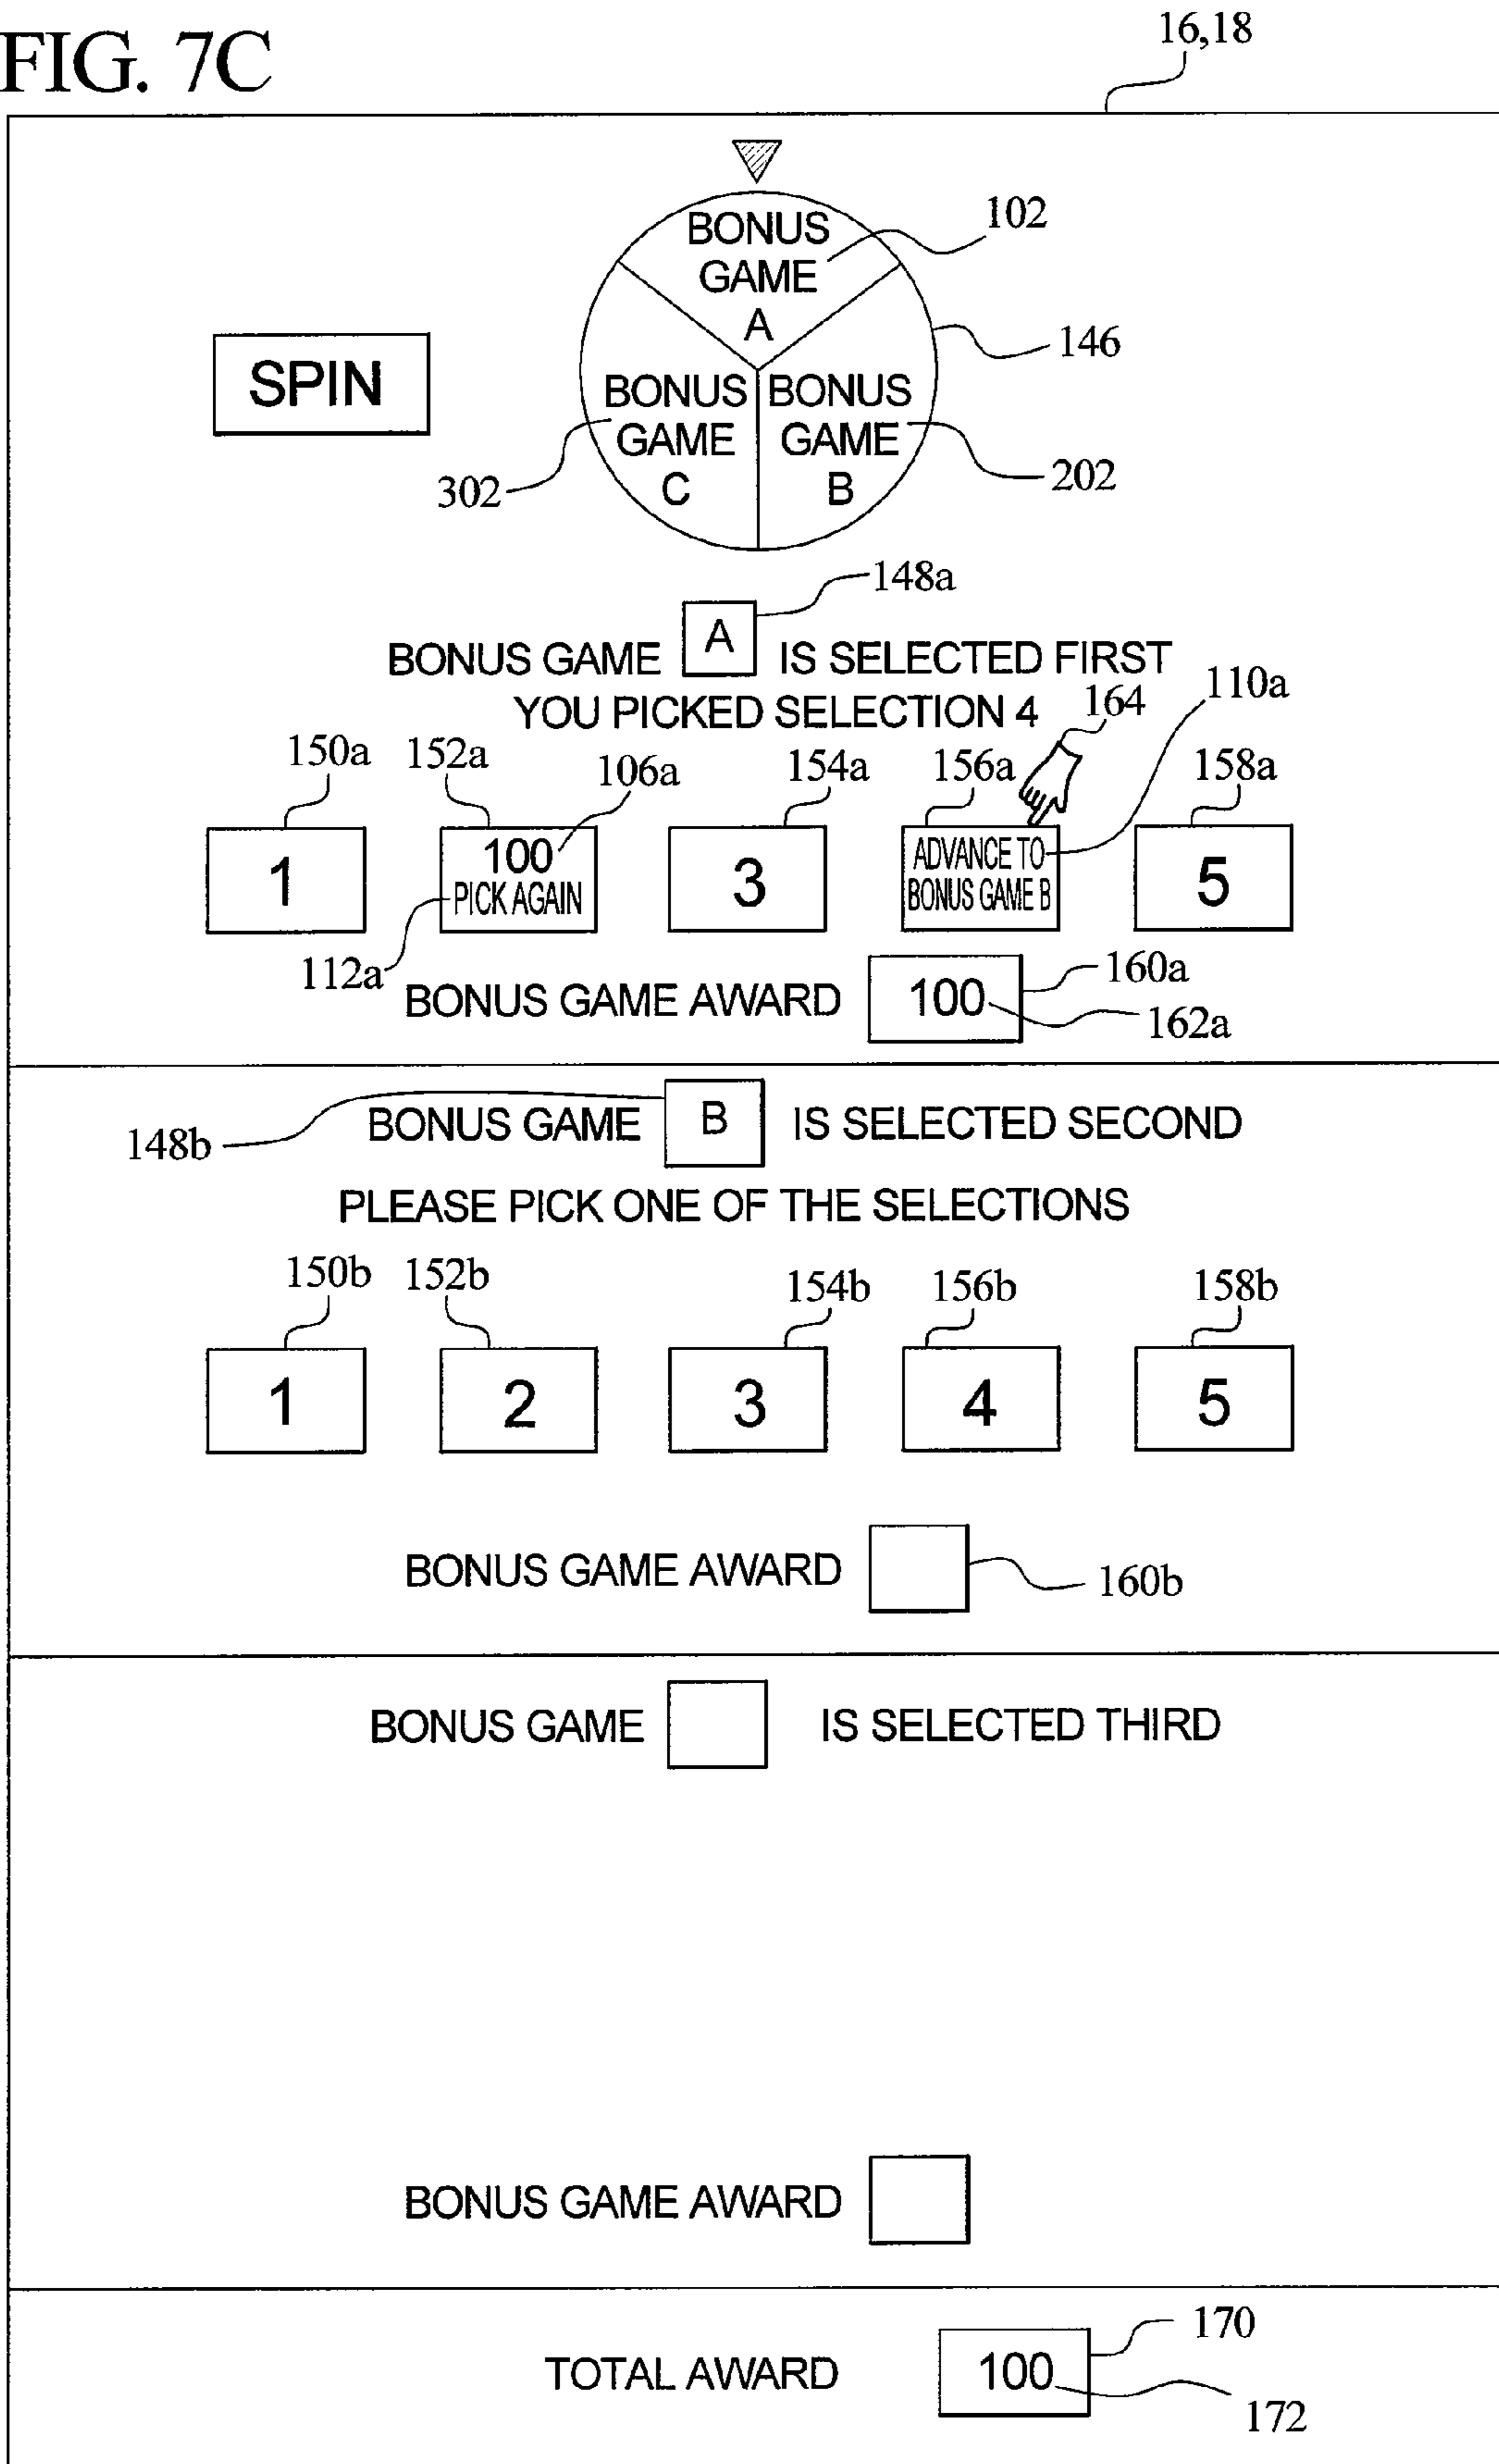 FIG. 7C
16,18
BONUS
GAME
A
102
146
SPIN
BONUS
GAME
C
BONUS
GAME
B
302
202
148a
BONUS GAME A IS SELECTED FIRST
YOU PICKED SELECTION 4
164
110a
150a
152a
106a
154a
156a
158a
1
100
PICK AGAIN
3
ADVANCE TO
BONUS GAME B
5
112a
BONUS GAME AWARD 100
160a
162a
148b
BONUS GAME B IS SELECTED SECOND
PLEASE PICK ONE OF THE SELECTIONS
150b
152b
154b
156b
158b
1
2
3
4
5
BONUS GAME AWARD
160b
BONUS GAME IS SELECTED THIRD
BONUS GAME AWARD
TOTAL AWARD 100
170
172